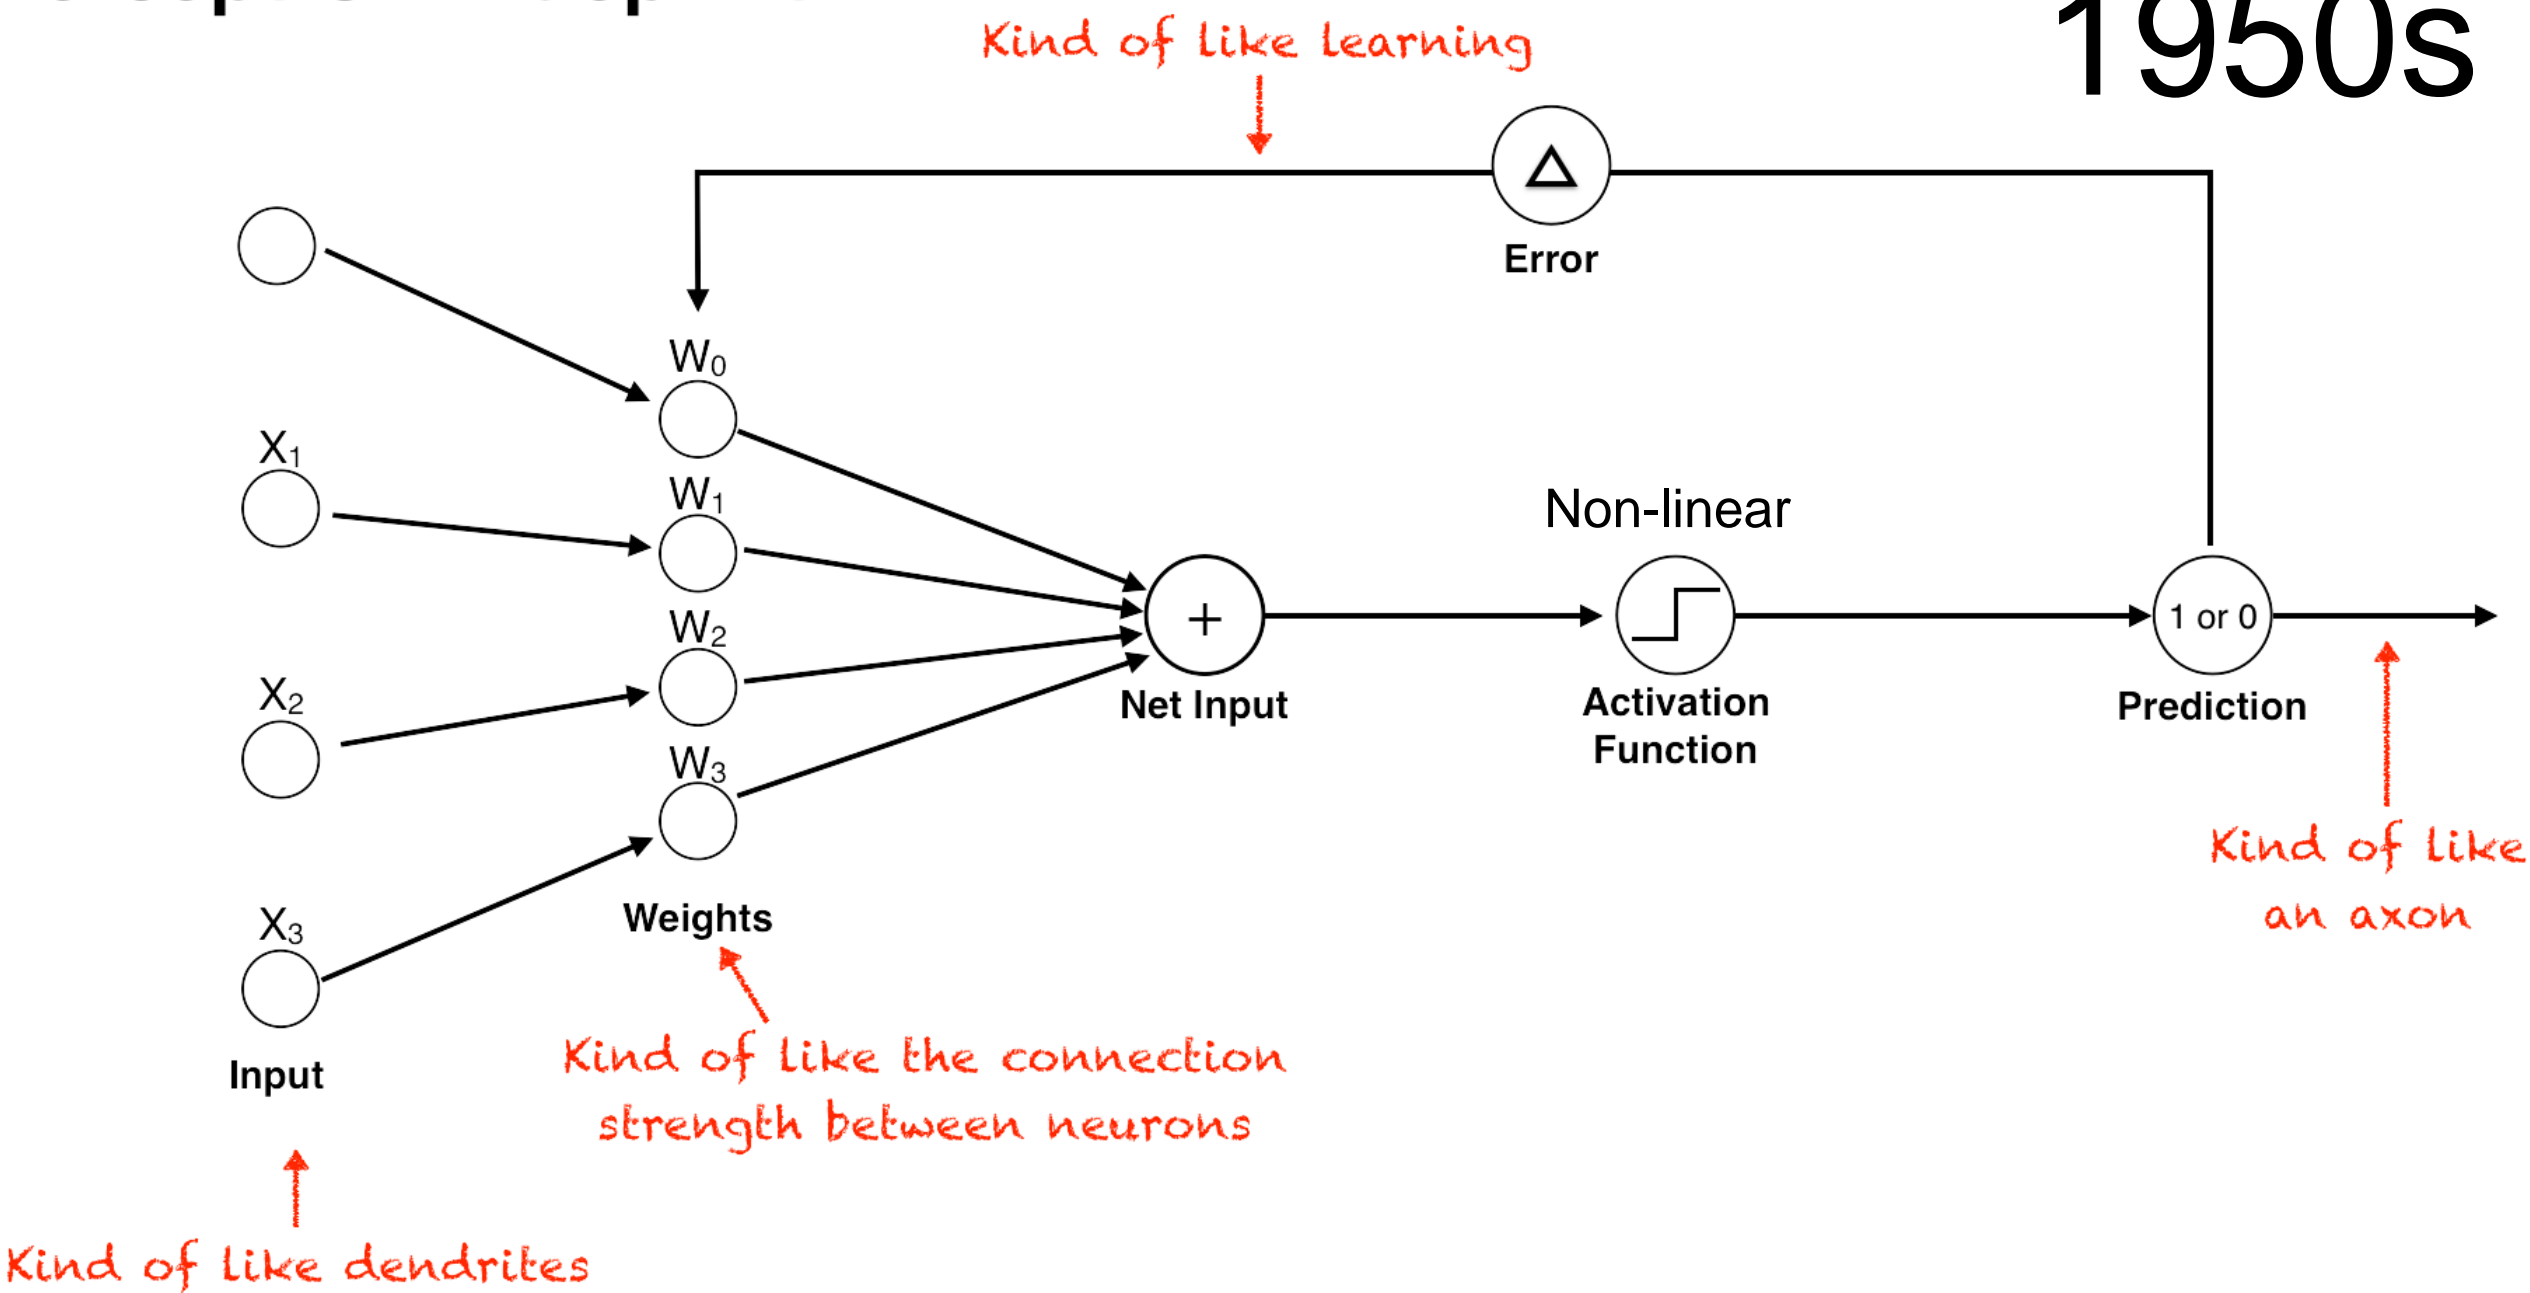 1950s
Kind of like learning
Error
W0
X1
W1
Non-linear
W2
+
1 or 0
X2
Net Input
Activation
Function
Prediction
W3
Kind of like
an axon
X3
Weights
Input
Kind of like the connection
strength between neurons
Kind of like dendrites